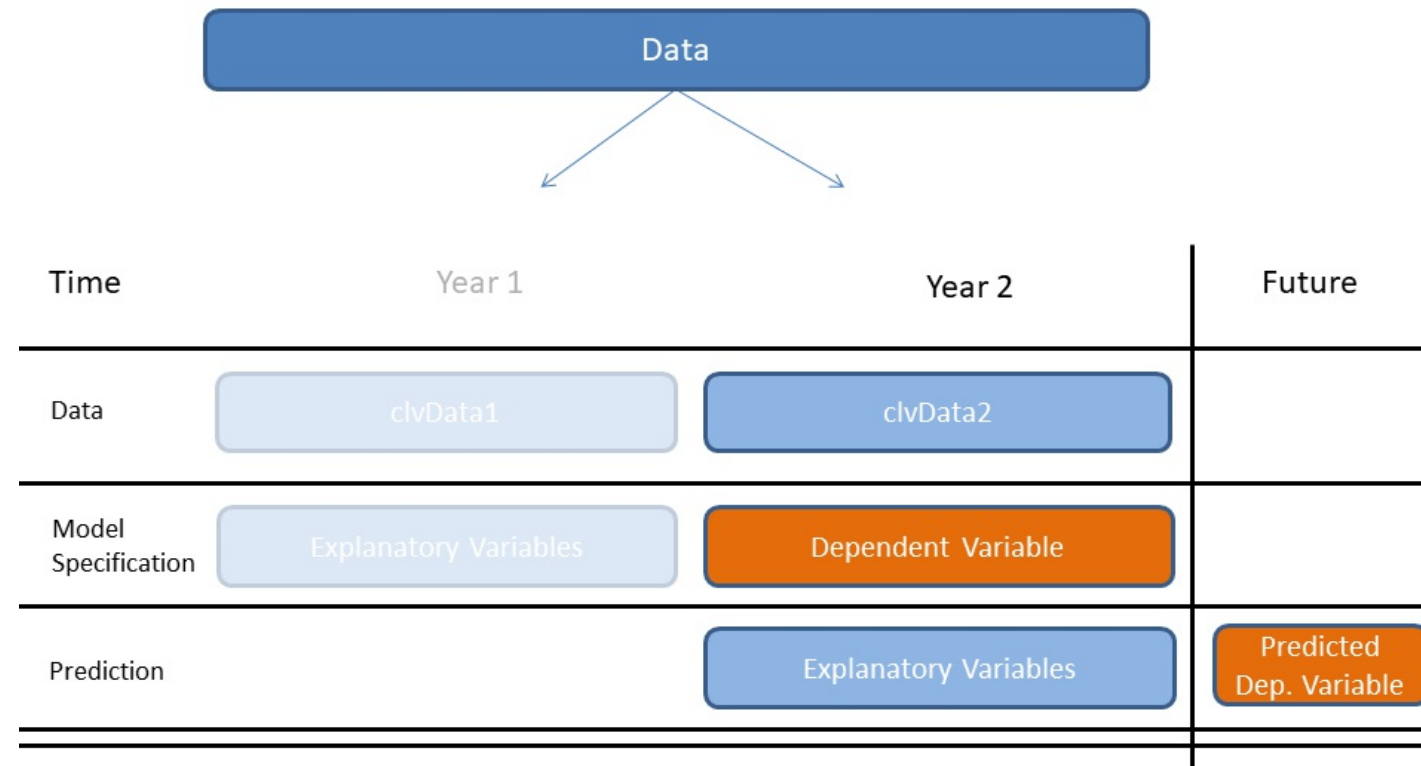 Data
Time
Year 1
Year 2
Future
Data
clvData1
clvData2
Model
Specification
Explanatory Variables
Dependent Variable
Prediction
Explanatory Variables
Predicted
Dep. Variable